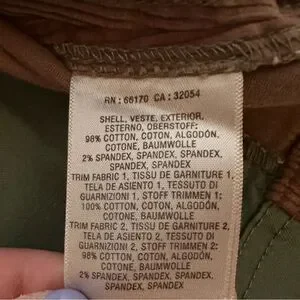 RN : 66170 CA : 32054
SHELL, VESTE, EXTERIOR,
ESTERNO, OBERSTOFF:
98% COTTON, COTON, ALGODÓN,
COTONE, BAUMWOLLE
2% SPANDEX, SPANDEX, SPANDEX,
SPANDEX, SPANDEX
TRIM FABRIC 1, TISSU DE GARNITURE 1,
TELA DE ASIENTO 1, TESSUTO DI
GUARNIZIONI 1, STOFF TRIMMEN 1:
100% COTTON, COTON, ALGODÓN,
COTONE, BAUMWOLLE
TRIM FABRIC 2, TISSU DE GARNITURE 2,
TELA DE ASIENTO 2, TESSUTO DI
GUARNIZIONI 2, STOFF TRIMMEN 2:
98% COTTON, COTON, ALGODÓN,
COTONE, BAUMWOLLE
2% SPANDEX, SPANDEX, SPANDEX,
SPANDEX, SPANDEX